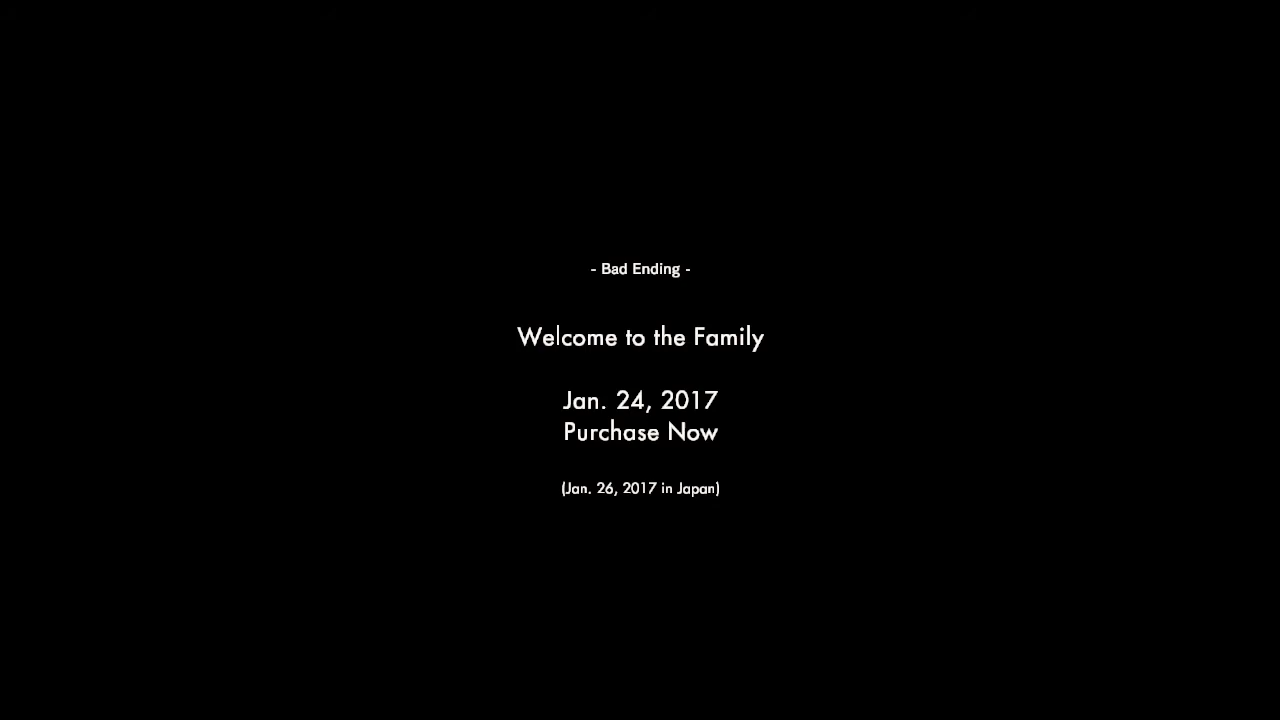 - Bad Ending -
Welcome to the Family
Jan. 24, 2017
Purchase Now
(Jan. 26, 2017 in Japan)